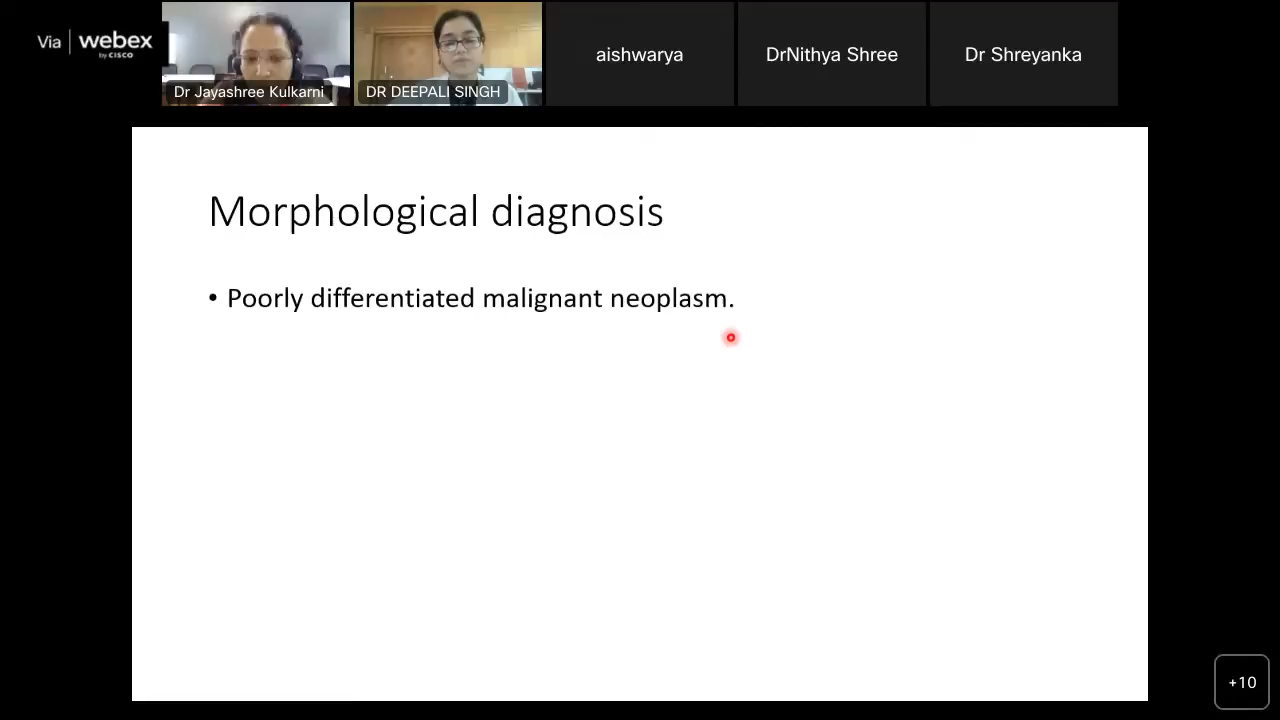 Via webex
by CISCO
Dr Jayashree Kulkarni
DR DEEPALI SINGH
aishwarya
DrNithya Shree
Dr Shreyanka
Morphological diagnosis
• Poorly differentiated malignant neoplasm.
+10